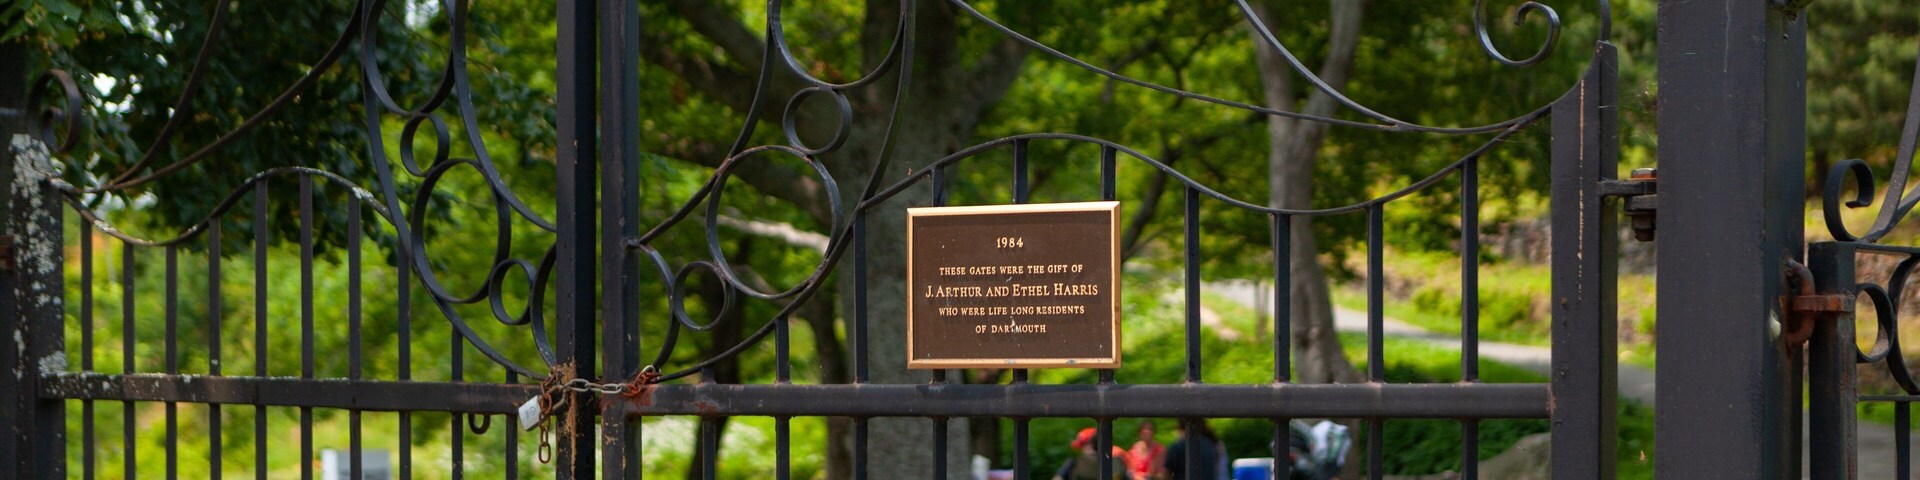 1984
THESE GATES WERE THE GIFT OF
J. ARTHUR AND ETHEL HARRIS
WHO WERE LIFE LONG RESIDENTS
OF DARTMOUTH